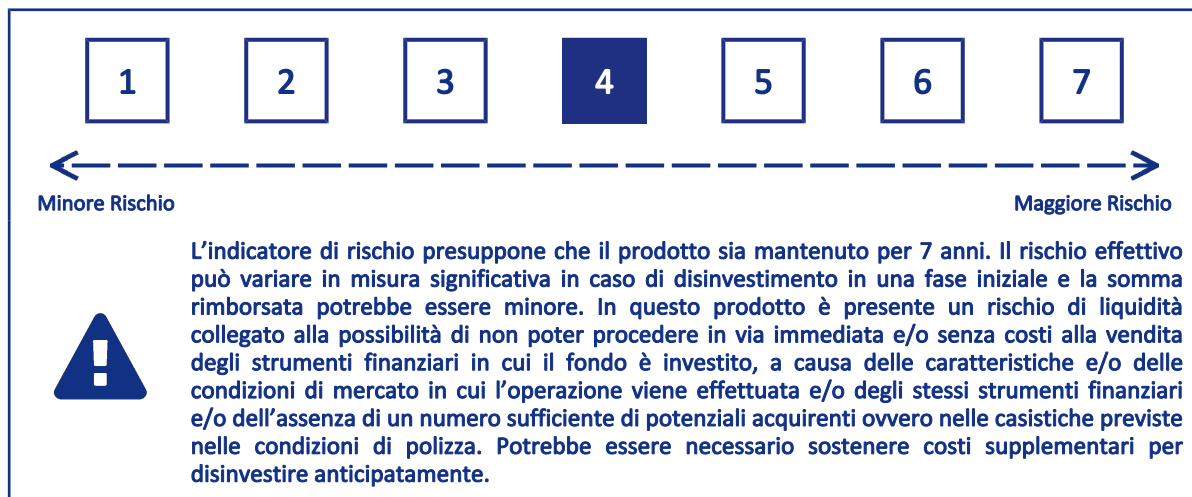 1 2 3 4 5 6 7
Minore Rischio Maggiore Rischio
L’indicatore di rischio presuppone che il prodotto sia mantenuto per 7 anni. Il rischio effettivo
può variare in misura significativa in caso di disinvestimento in una fase iniziale e la somma
rimborsata potrebbe essere minore. In questo prodotto è presente un rischio di liquidità
collegato alla possibilità di non poter procedere in via immediata e/o senza costi alla vendita
degli strumenti finanziari in cui il fondo è investito, a causa delle caratteristiche e/o delle
condizioni di mercato in cui l’operazione viene effettuata e/o degli stessi strumenti finanziari
e/o dell’assenza di un numero sufficiente di potenziali acquirenti ovvero nelle casistiche previste
nelle condizioni di polizza. Potrebbe essere necessario sostenere costi supplementari per
disinvestire anticipatamente.